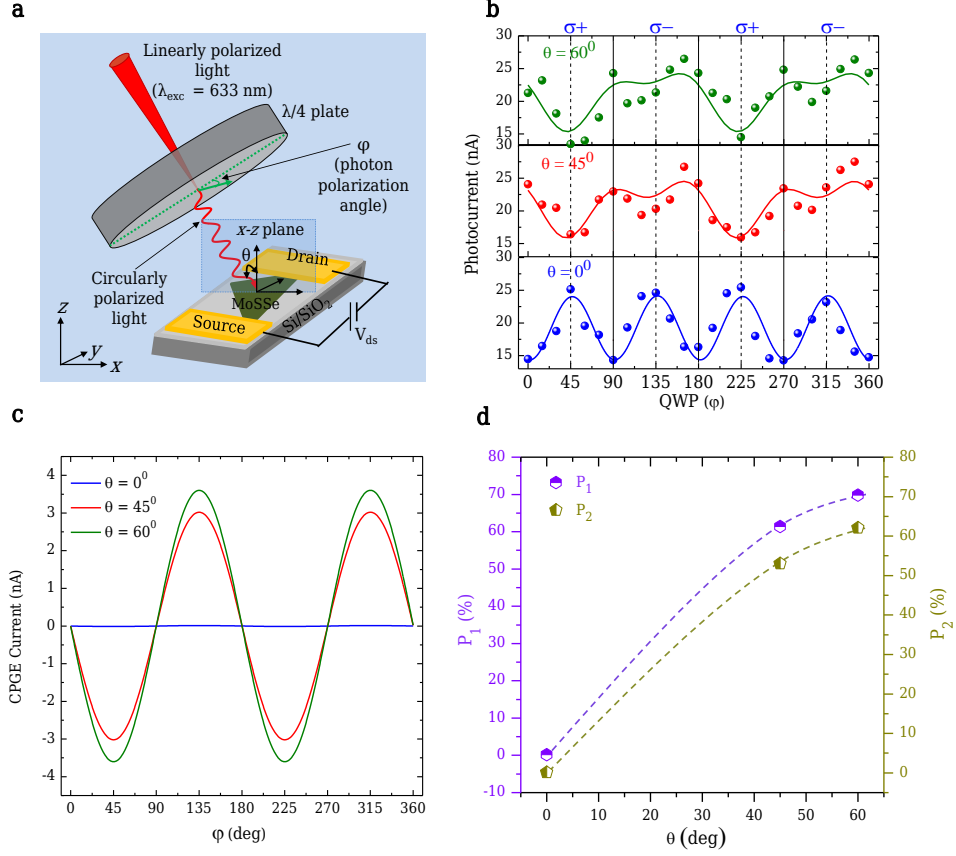 a
Linearly polarized
light
(λexc = 633 nm)
λ/4 plate
φ
(photon
polarization
angle)
x-z plane
θ
Drain
Circularly
polarized
light
MoSSe
Si/SiO2
Source
Vds
z
y
x
b
σ+ σ− σ+ σ−
30
25
20
15
θ = 60⁰
30
25
20
15
θ = 45⁰
25
20
15
θ = 0⁰
Photocurrent (nA)
0 45 90 135 180 225 270 315 360
QWP (φ)
c
4
3
2
1
0
-1
-2
-3
-4
CPGE Current (nA)
θ = 0⁰
θ = 45⁰
θ = 60⁰
0 45 90 135 180 225 270 315 360
φ (deg)
d
80
70
60
50
40
30
20
10
0
-10
P1 (%)
P1
P2
80
70
60
50
40
30
20
10
0
P2 (%)
0 10 20 30 40 50 60
θ (deg)